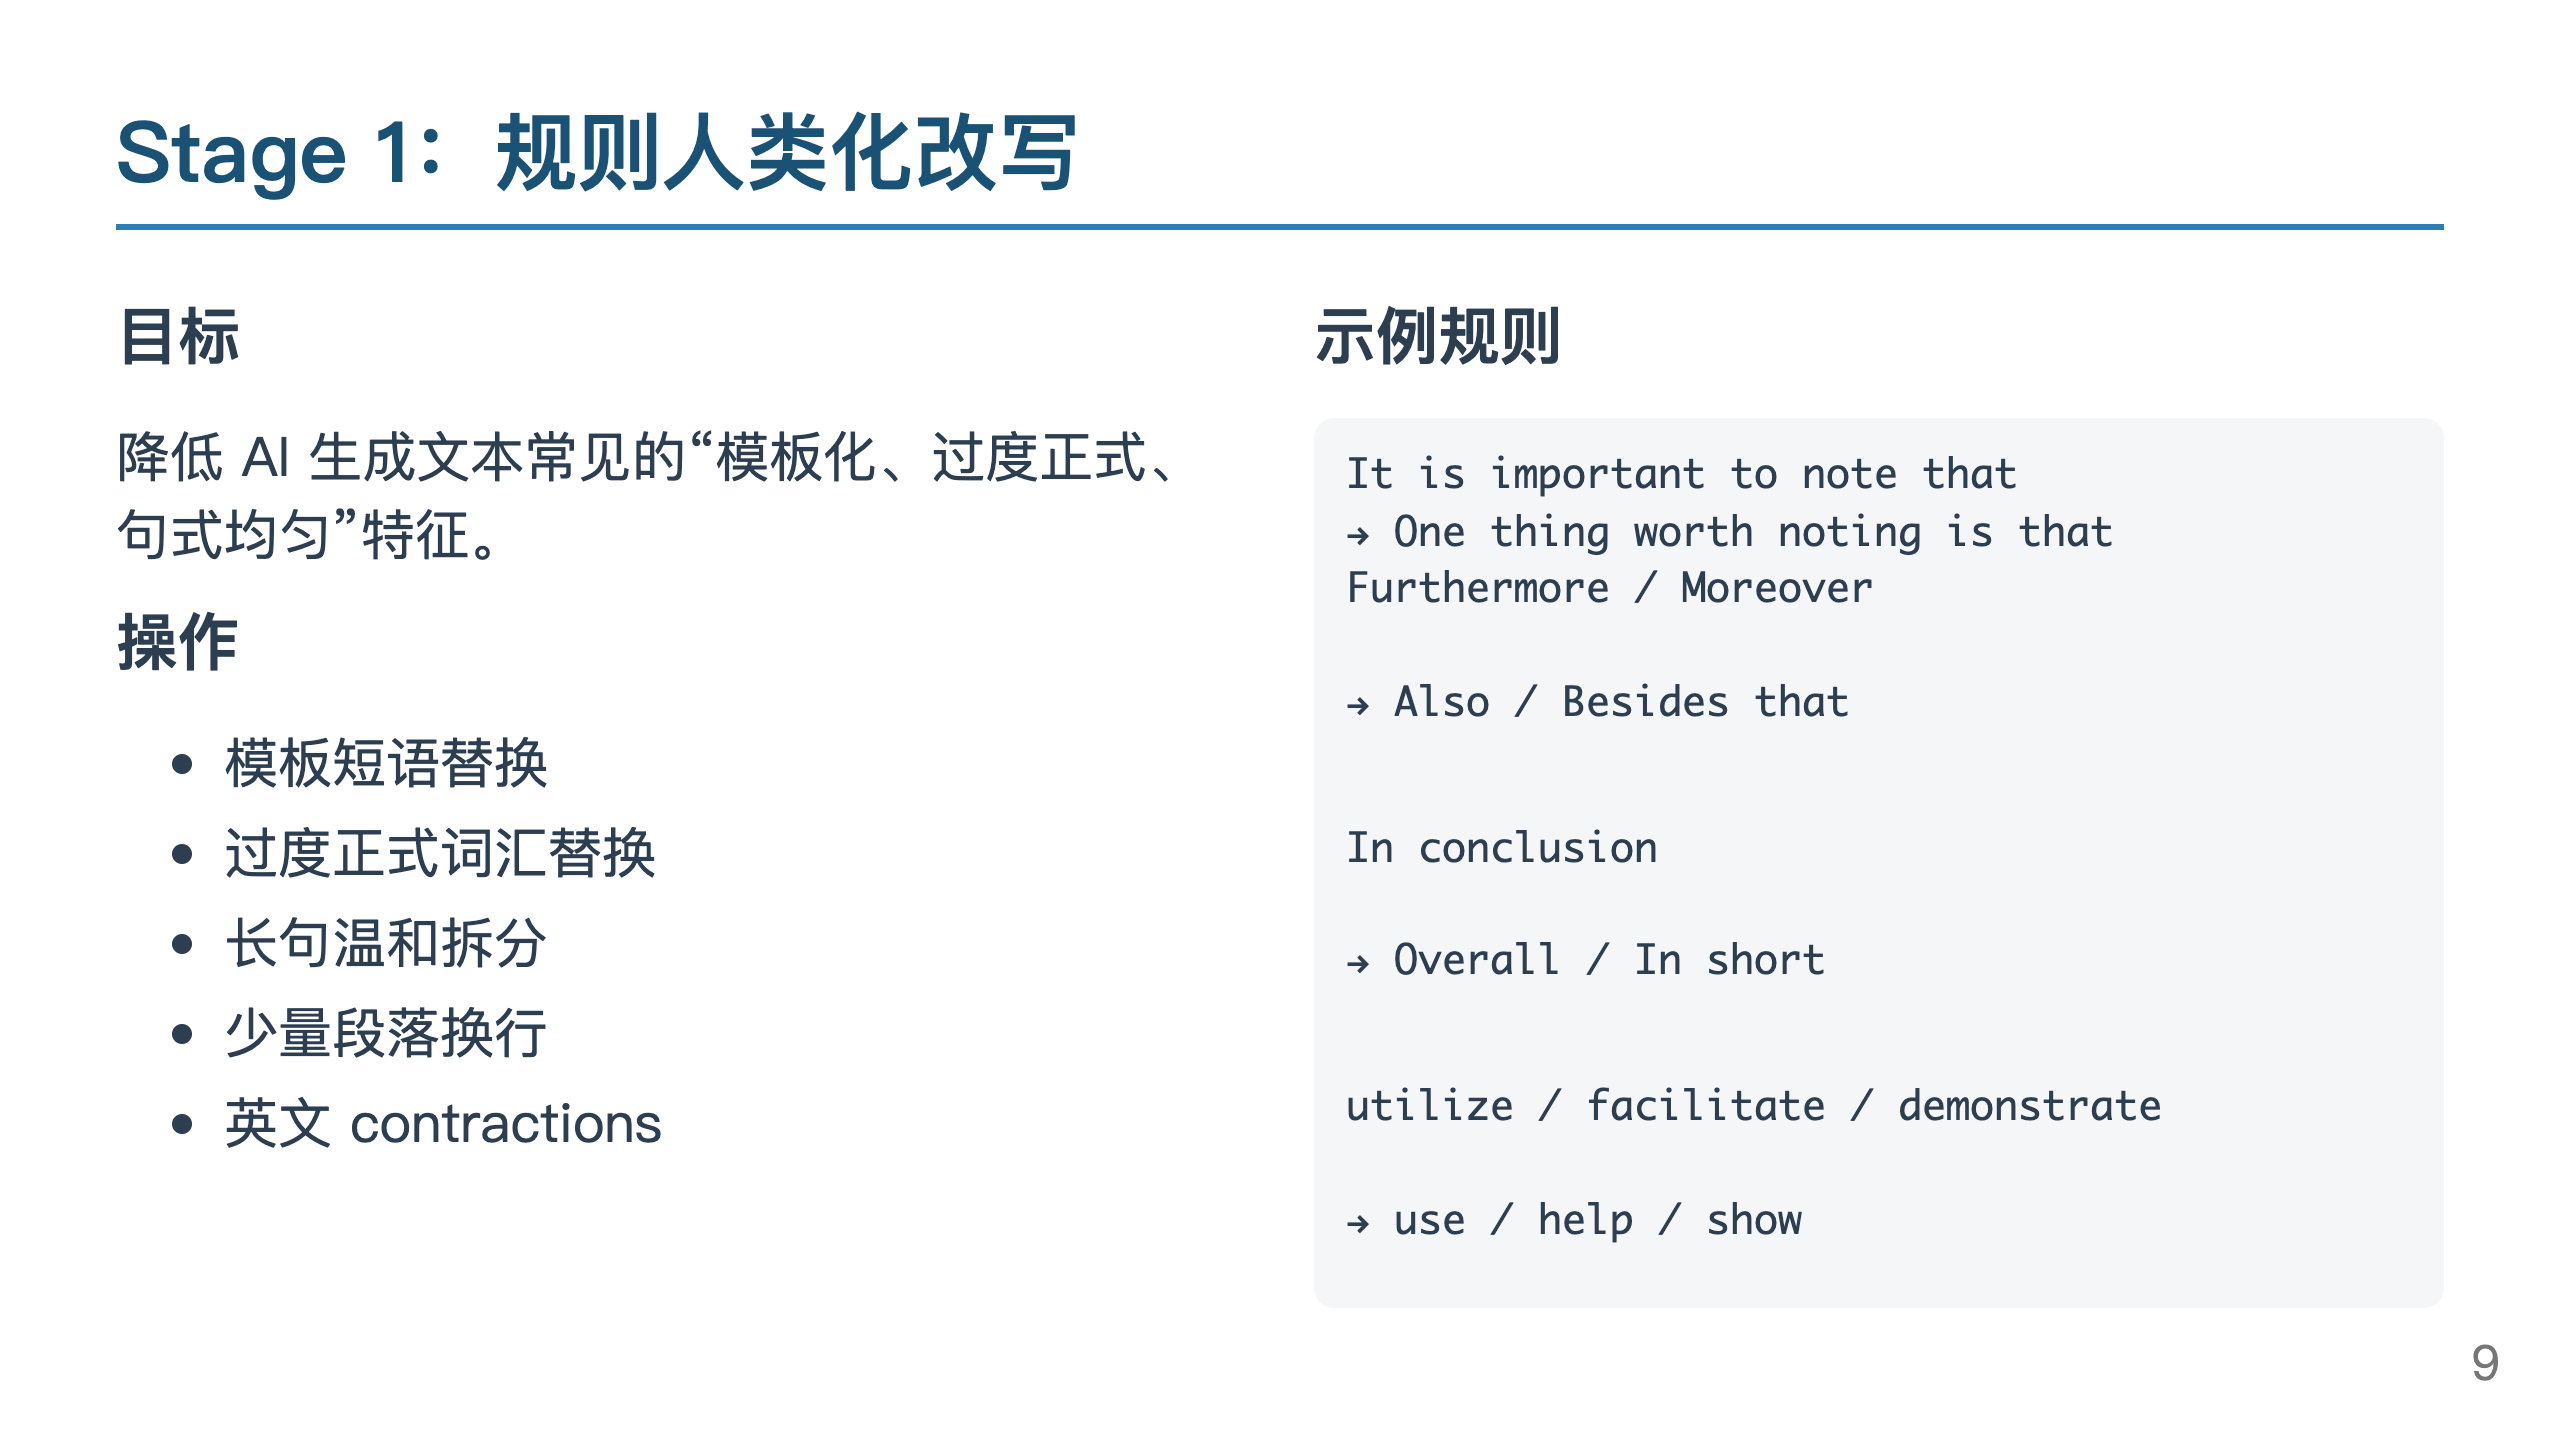 Stage 1：规则人类化改写
目标
降低 AI 生成文本常见的“模板化、过度正式、
句式均匀”特征。
操作
• 模板短语替换
• 过度正式词汇替换
• 长句温和拆分
• 少量段落换行
• 英文 contractions
示例规则
It is important to note that
→ One thing worth noting is that
Furthermore / Moreover
→ Also / Besides that
In conclusion
→ Overall / In short
utilize / facilitate / demonstrate
→ use / help / show
9